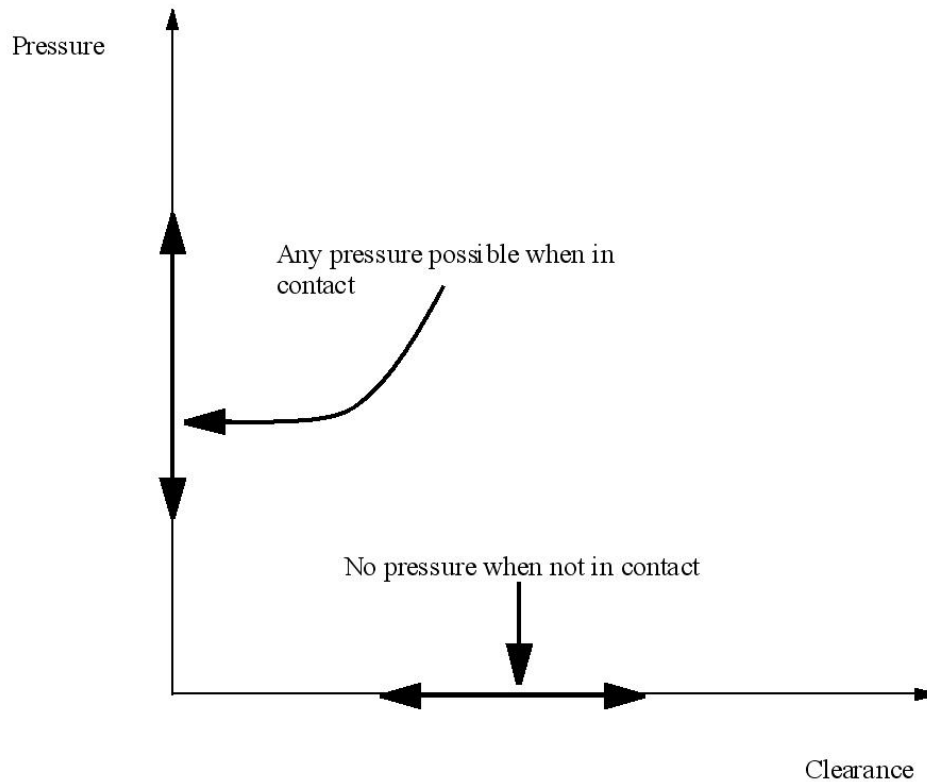 Pressure
Any pressure possible when in
contact
No pressure when not in contact
Clearance